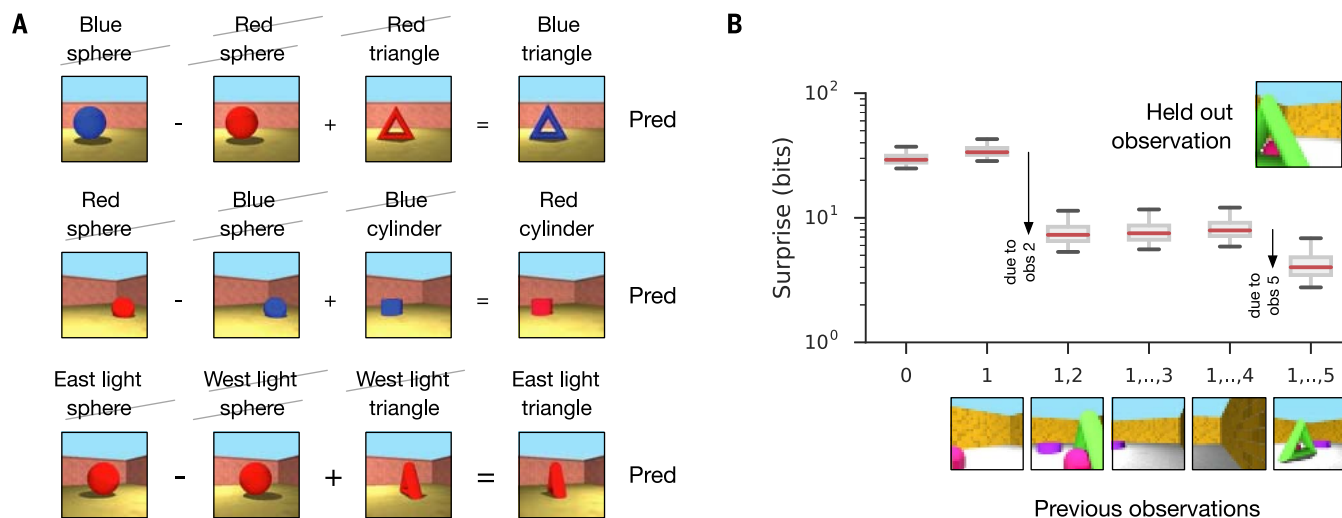 A
Blue sphere
Red sphere
Red triangle
Blue triangle
-
+
=
Pred
Red sphere
Blue sphere
Blue cylinder
Red cylinder
-
+
=
Pred
East light sphere
West light sphere
West light triangle
East light triangle
-
+
=
Pred
B
Surprise (bits)
10²
10¹
10⁰
Held out
observation
due to
obs 2
due to
obs 5
0 1 1,2 1,..,3 1,..,4 1,..,5
Previous observations